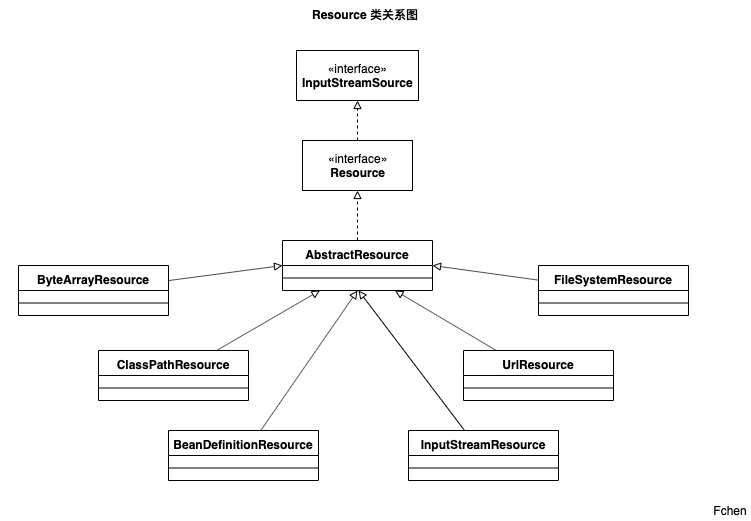 Resource 类关系图
«interface»
InputStreamSource
«interface»
Resource
AbstractResource
ByteArrayResource
FileSystemResource
ClassPathResource
UrlResource
BeanDefinitionResource
InputStreamResource
Fchen